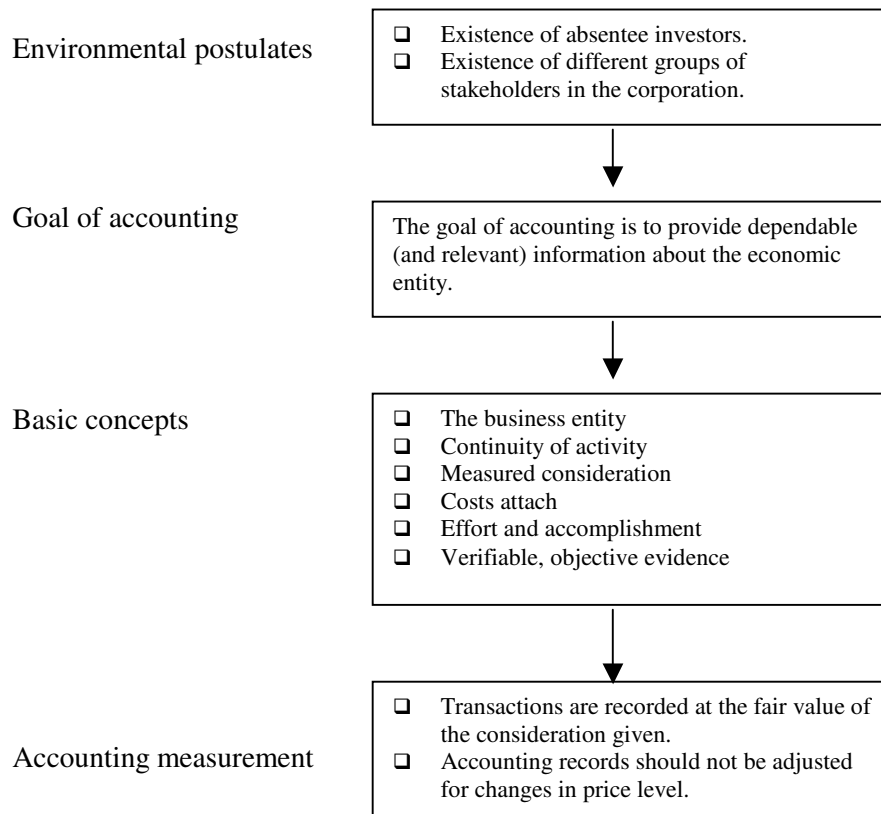 Environmental postulates
❑ Existence of absentee investors.
❑ Existence of different groups of
stakeholders in the corporation.
Goal of accounting
The goal of accounting is to provide dependable
(and relevant) information about the economic
entity.
Basic concepts
❑ The business entity
❑ Continuity of activity
❑ Measured consideration
❑ Costs attach
❑ Effort and accomplishment
❑ Verifiable, objective evidence
Accounting measurement
❑ Transactions are recorded at the fair value of
the consideration given.
❑ Accounting records should not be adjusted
for changes in price level.